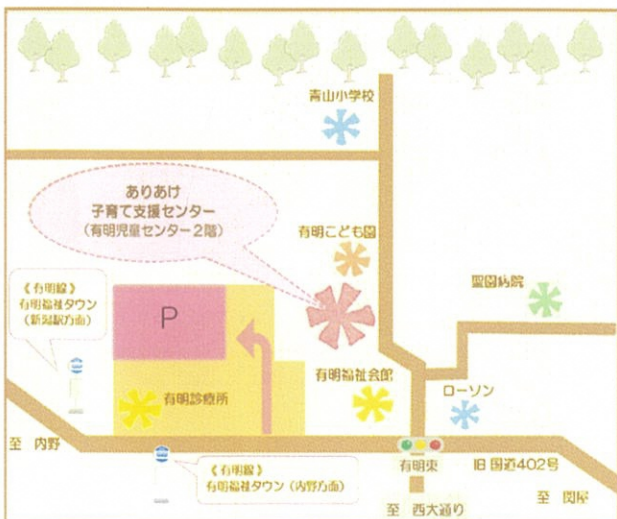 青山小学校
ありあけ
子育て支援センター
（有明児童センター2階）
有明こども園
《有明線》
有明福祉タウン
（新潟駅方面）
P
聖園病院
有明診療所
有明福祉会館
ローソン
至 内野
《有明線》
有明福祉タウン（内野方面）
有明東
旧 国道402号
至 西大通り
至 関屋